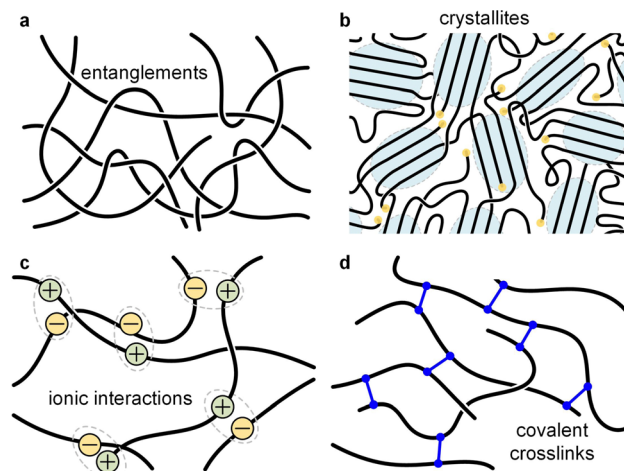 a
entanglements
b
crystallites
c
+
−
−
+
−
+
ionic interactions
+
−
−
+
d
covalent
crosslinks